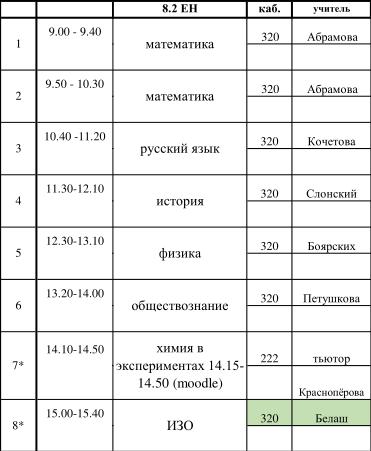 8.2 ЕН каб. учитель
1 9.00 - 9.40 математика 320 Абрамова
2 9.50 - 10.30 математика 320 Абрамова
3 10.40 -11.20 русский язык 320 Кочетова
4 11.30-12.10 история 320 Слонский
5 12.30-13.10 физика 320 Боярских
6 13.20-14.00 обществознание 320 Петушкова
7* 14.10-14.50 химия в
экспериментах 14.15- 222 тьютор
14.50 (moodle)
Краснопёрова
8* 15.00-15.40 ИЗО 320 Белаш